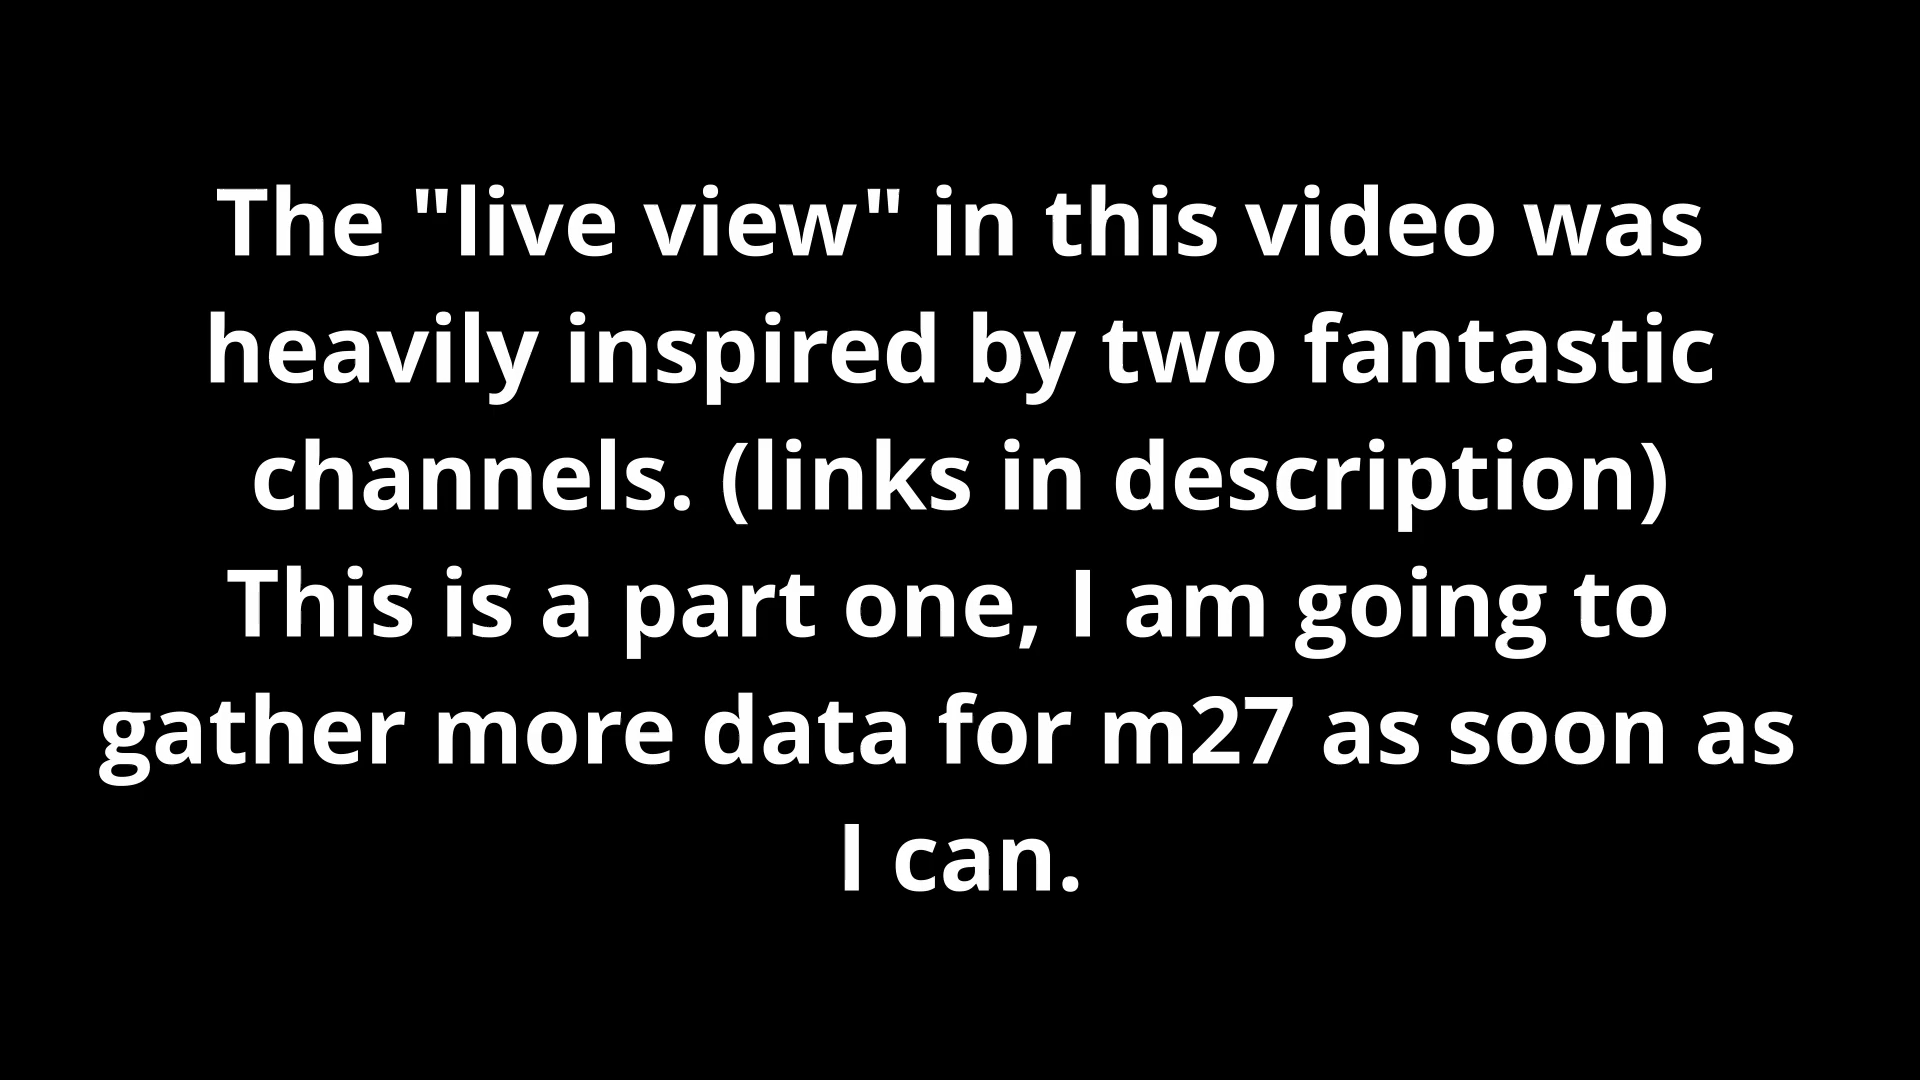 The "live view" in this video was
heavily inspired by two fantastic
channels. (links in description)
This is a part one, I am going to
gather more data for m27 as soon as
I can.